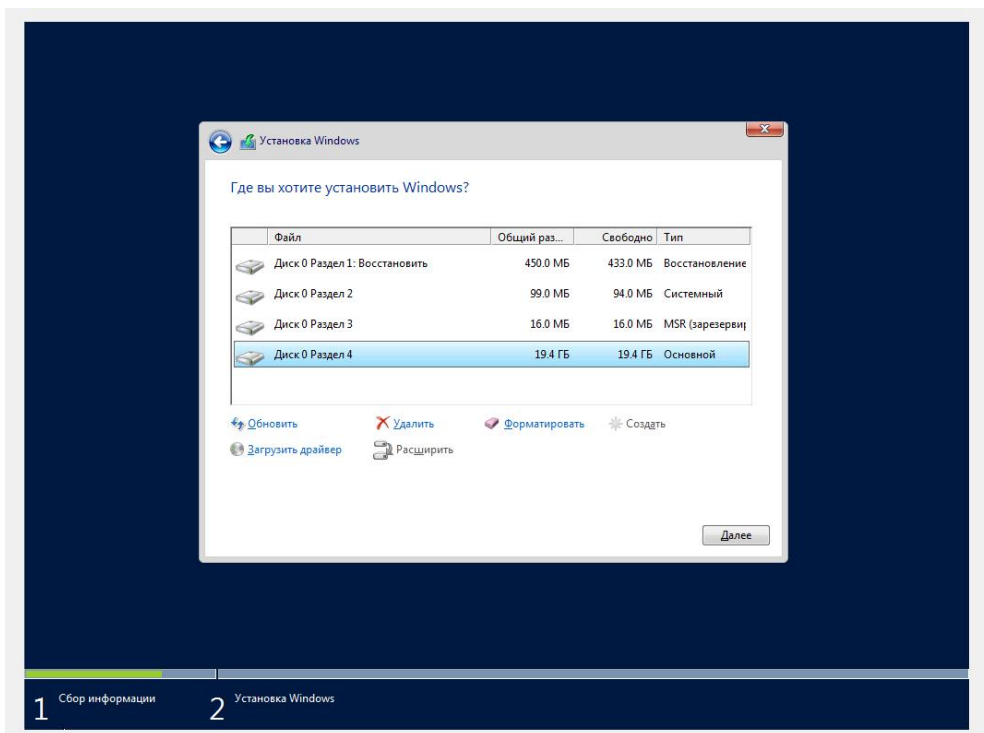 Установка Windows
Где вы хотите установить Windows?
Файл Общий раз... Свободно Тип
Диск 0 Раздел 1: Восстановить 450.0 МБ 433.0 МБ Восстановление
Диск 0 Раздел 2 99.0 МБ 94.0 МБ Системный
Диск 0 Раздел 3 16.0 МБ 16.0 МБ MSR (зарезервир
Диск 0 Раздел 4 19.4 ГБ 19.4 ГБ Основной
Обновить Удалить Форматировать Создать
Загрузить драйвер Расширить
Далее
1 Сбор информации 2 Установка Windows